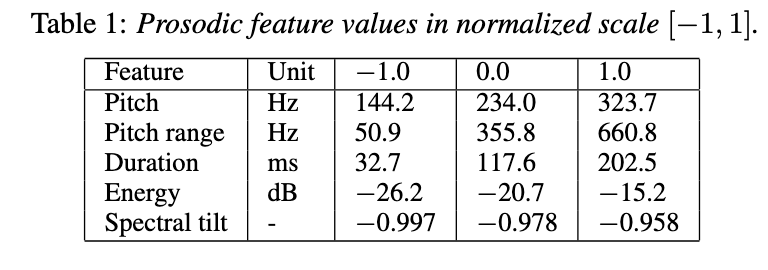 Table 1: Prosodic feature values in normalized scale [−1, 1].
Feature Unit −1.0 0.0 1.0
Pitch Hz 144.2 234.0 323.7
Pitch range Hz 50.9 355.8 660.8
Duration ms 32.7 117.6 202.5
Energy dB −26.2 −20.7 −15.2
Spectral tilt - −0.997 −0.978 −0.958